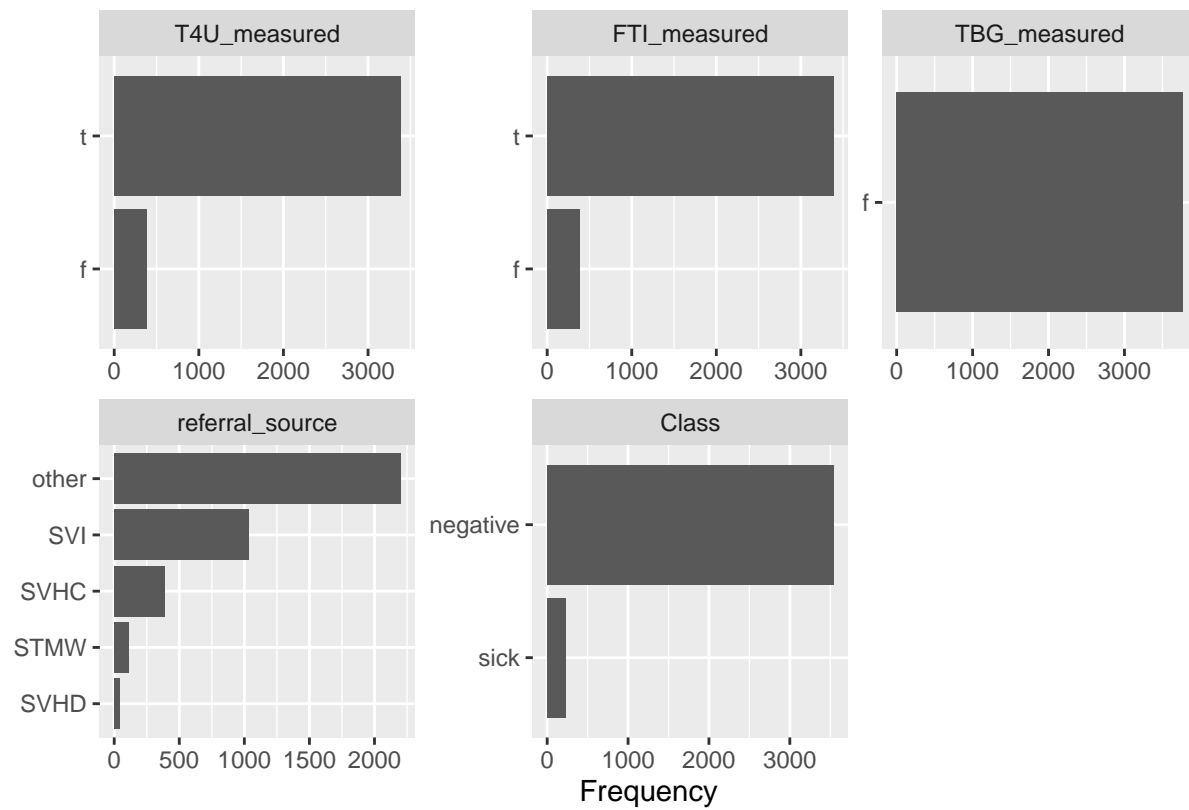 T4U_measured
FTI_measured
TBG_measured
t
f
0 1000 2000 3000
t
f
0 1000 2000 3000
f
0 1000 2000 3000
referral_source
Class
other
SVI
SVHC
STMW
SVHD
0 500 1000 1500 2000
negative
sick
0 1000 2000 3000
Frequency